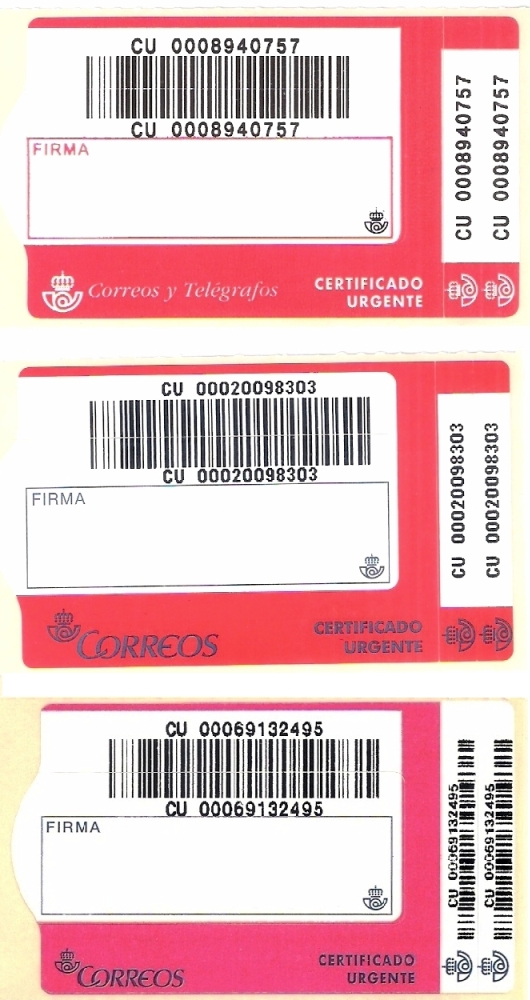 CU 0008940757
CU 0008940757
FIRMA
Correos y Telégrafos
CERTIFICADO
URGENTE
CU 0008940757
CU 0008940757
CU 00020098303
CU 00020098303
FIRMA
CORREOS
CERTIFICADO
URGENTE
CU 00020098303
CU 00020098303
CU 00069132495
CU 00069132495
FIRMA
CORREOS
CERTIFICADO
URGENTE
CU 00069132495
CU 00069132495